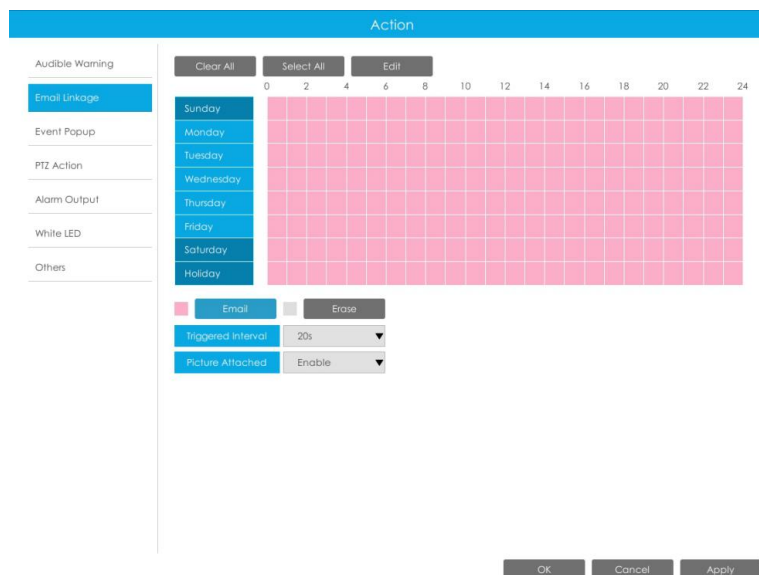 Action
Audible Warning
Email Linkage
Event Popup
PTZ Action
Alarm Output
White LED
Others
Clear All Select All Edit
0 2 4 6 8 10 12 14 16 18 20 22 24
Sunday
Monday
Tuesday
Wednesday
Thursday
Friday
Saturday
Holiday
Email Erase
Triggered Interval 20s
Picture Attached Enable
OK Cancel Apply